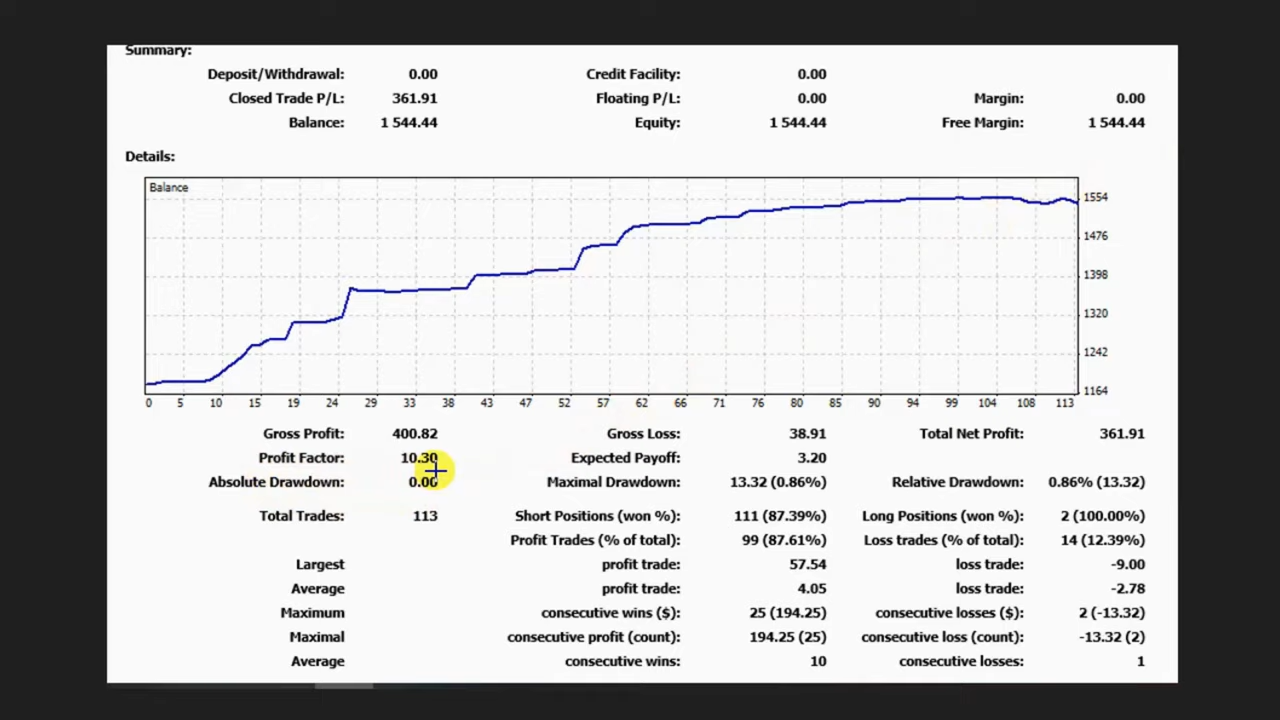 Summary:
Deposit/Withdrawal: 0.00 Credit Facility: 0.00
Closed Trade P/L: 361.91 Floating P/L: 0.00 Margin: 0.00
Balance: 1 544.44 Equity: 1 544.44 Free Margin: 1 544.44
Details:
Balance
1554
1476
1398
1320
1242
1164
0 5 10 15 19 24 29 33 38 43 47 52 57 62 66 71 76 80 85 90 94 99 104 108 113
Gross Profit: 400.82 Gross Loss: 38.91 Total Net Profit: 361.91
Profit Factor: 10.30 Expected Payoff: 3.20
Absolute Drawdown: 0.00 Maximal Drawdown: 13.32 (0.86%) Relative Drawdown: 0.86% (13.32)
Total Trades: 113 Short Positions (won %): 111 (87.39%) Long Positions (won %): 2 (100.00%)
Profit Trades (% of total): 99 (87.61%) Loss trades (% of total): 14 (12.39%)
Largest profit trade: 57.54 loss trade: -9.00
Average profit trade: 4.05 loss trade: -2.78
Maximum consecutive wins ($): 25 (194.25) consecutive losses ($): 2 (-13.32)
Maximal consecutive profit (count): 194.25 (25) consecutive loss (count): -13.32 (2)
Average consecutive wins: 10 consecutive losses: 1